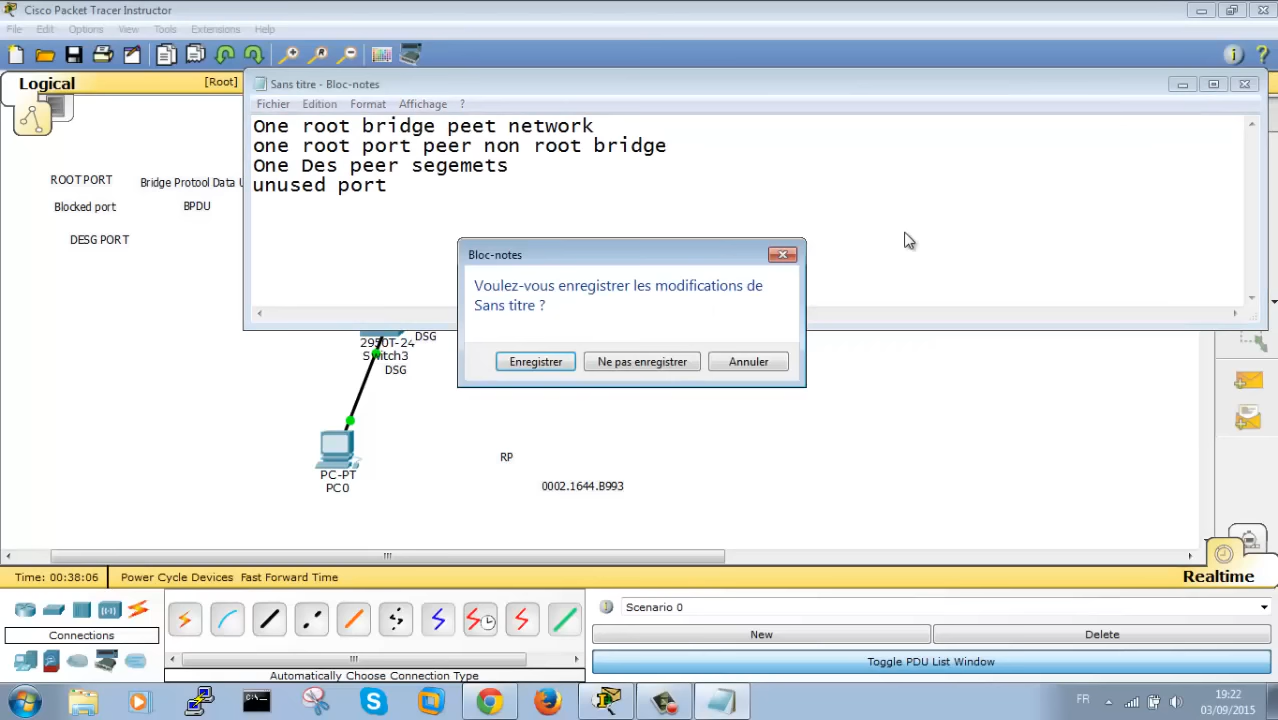 Cisco Packet Tracer Instructor
File Edit Options View Tools Extensions Help
Logical
[Root]
Sans titre - Bloc-notes
Fichier Edition Format Affichage ?
One root bridge peet network
one root port peer non root bridge
One Des peer segemets
unused port
ROOT PORT
Bridge Protool Data U
Blocked port
BPDU
DESG PORT
Bloc-notes
Voulez-vous enregistrer les modifications de
Sans titre ?
Enregistrer
Ne pas enregistrer
Annuler
DSG
2950T-24
Switch3
DSG
PC-PT
PC0
RP
0002.1644.B993
Time: 00:38:06
Power Cycle Devices Fast Forward Time
Realtime
Connections
Automatically Choose Connection Type
Scenario 0
New
Delete
Toggle PDU List Window
FR
19:22
03/09/2015